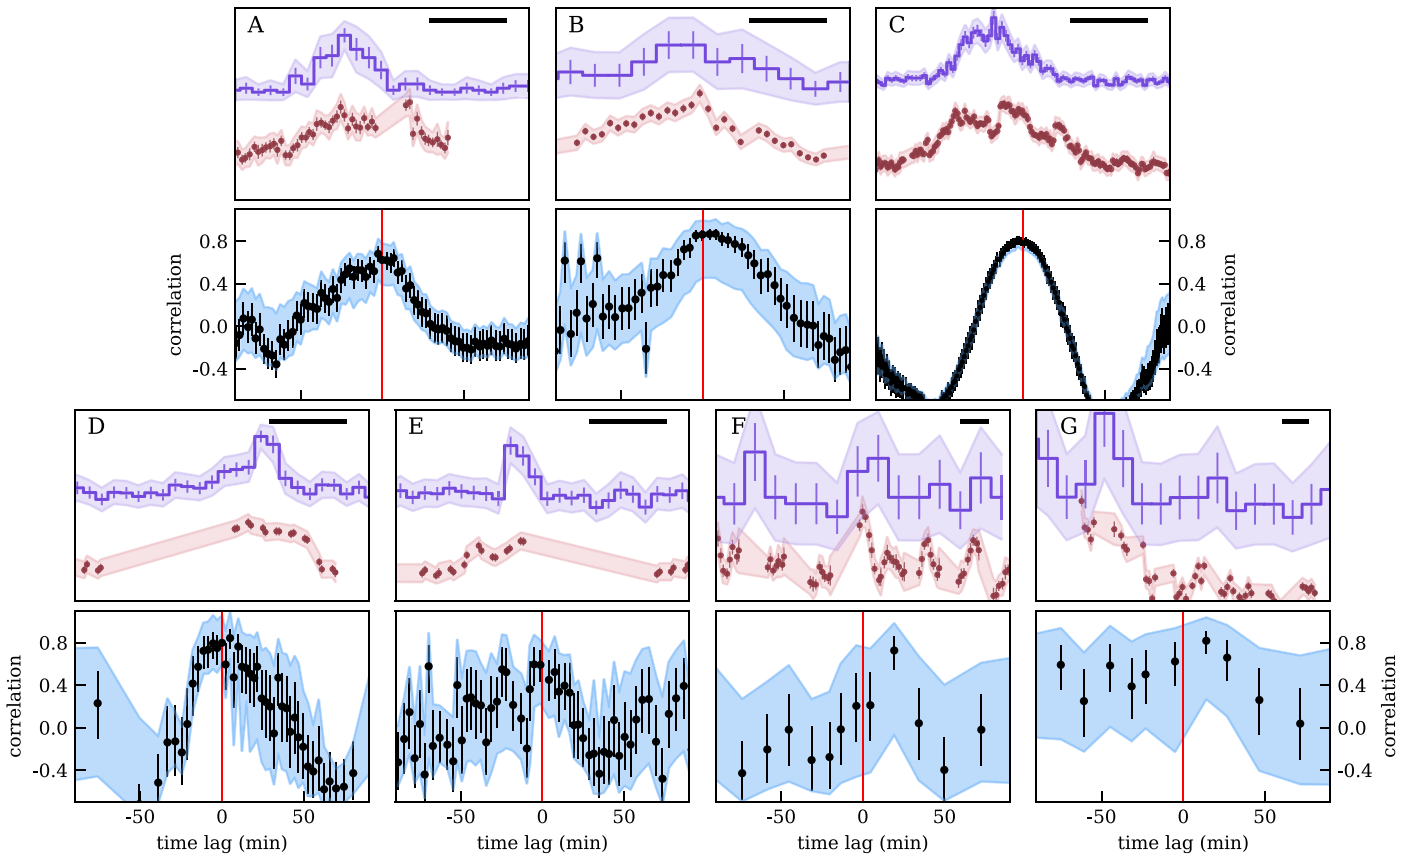 A B C
0.8 0.8
0.4 0.4
0.0 0.0
-0.4 -0.4
correlation correlation
D E F G
0.8 0.8
0.4 0.4
0.0 0.0
-0.4 -0.4
correlation correlation
-50 0 50 -50 0 50 -50 0 50 -50 0 50
time lag (min) time lag (min) time lag (min) time lag (min)